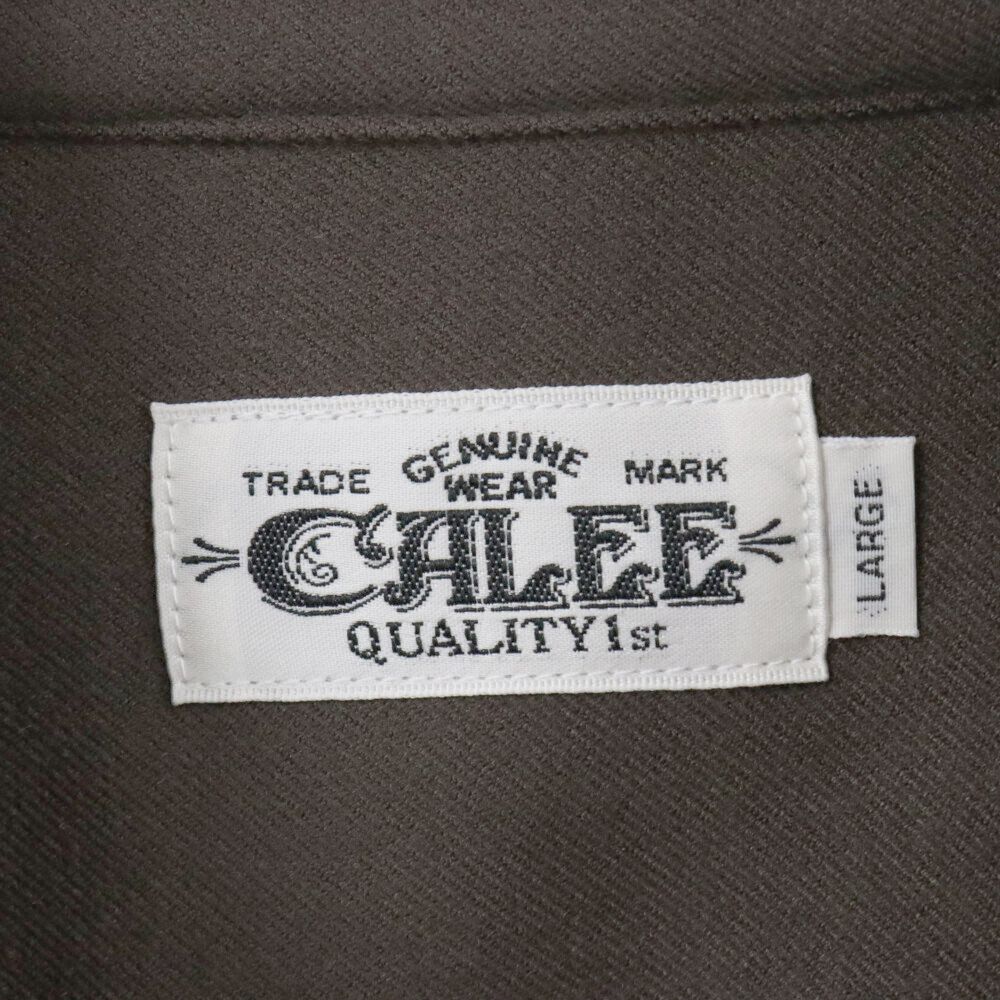 TRADE GENUINE MARK
WEAR
CALEE
QUALITY 1st
LARGE